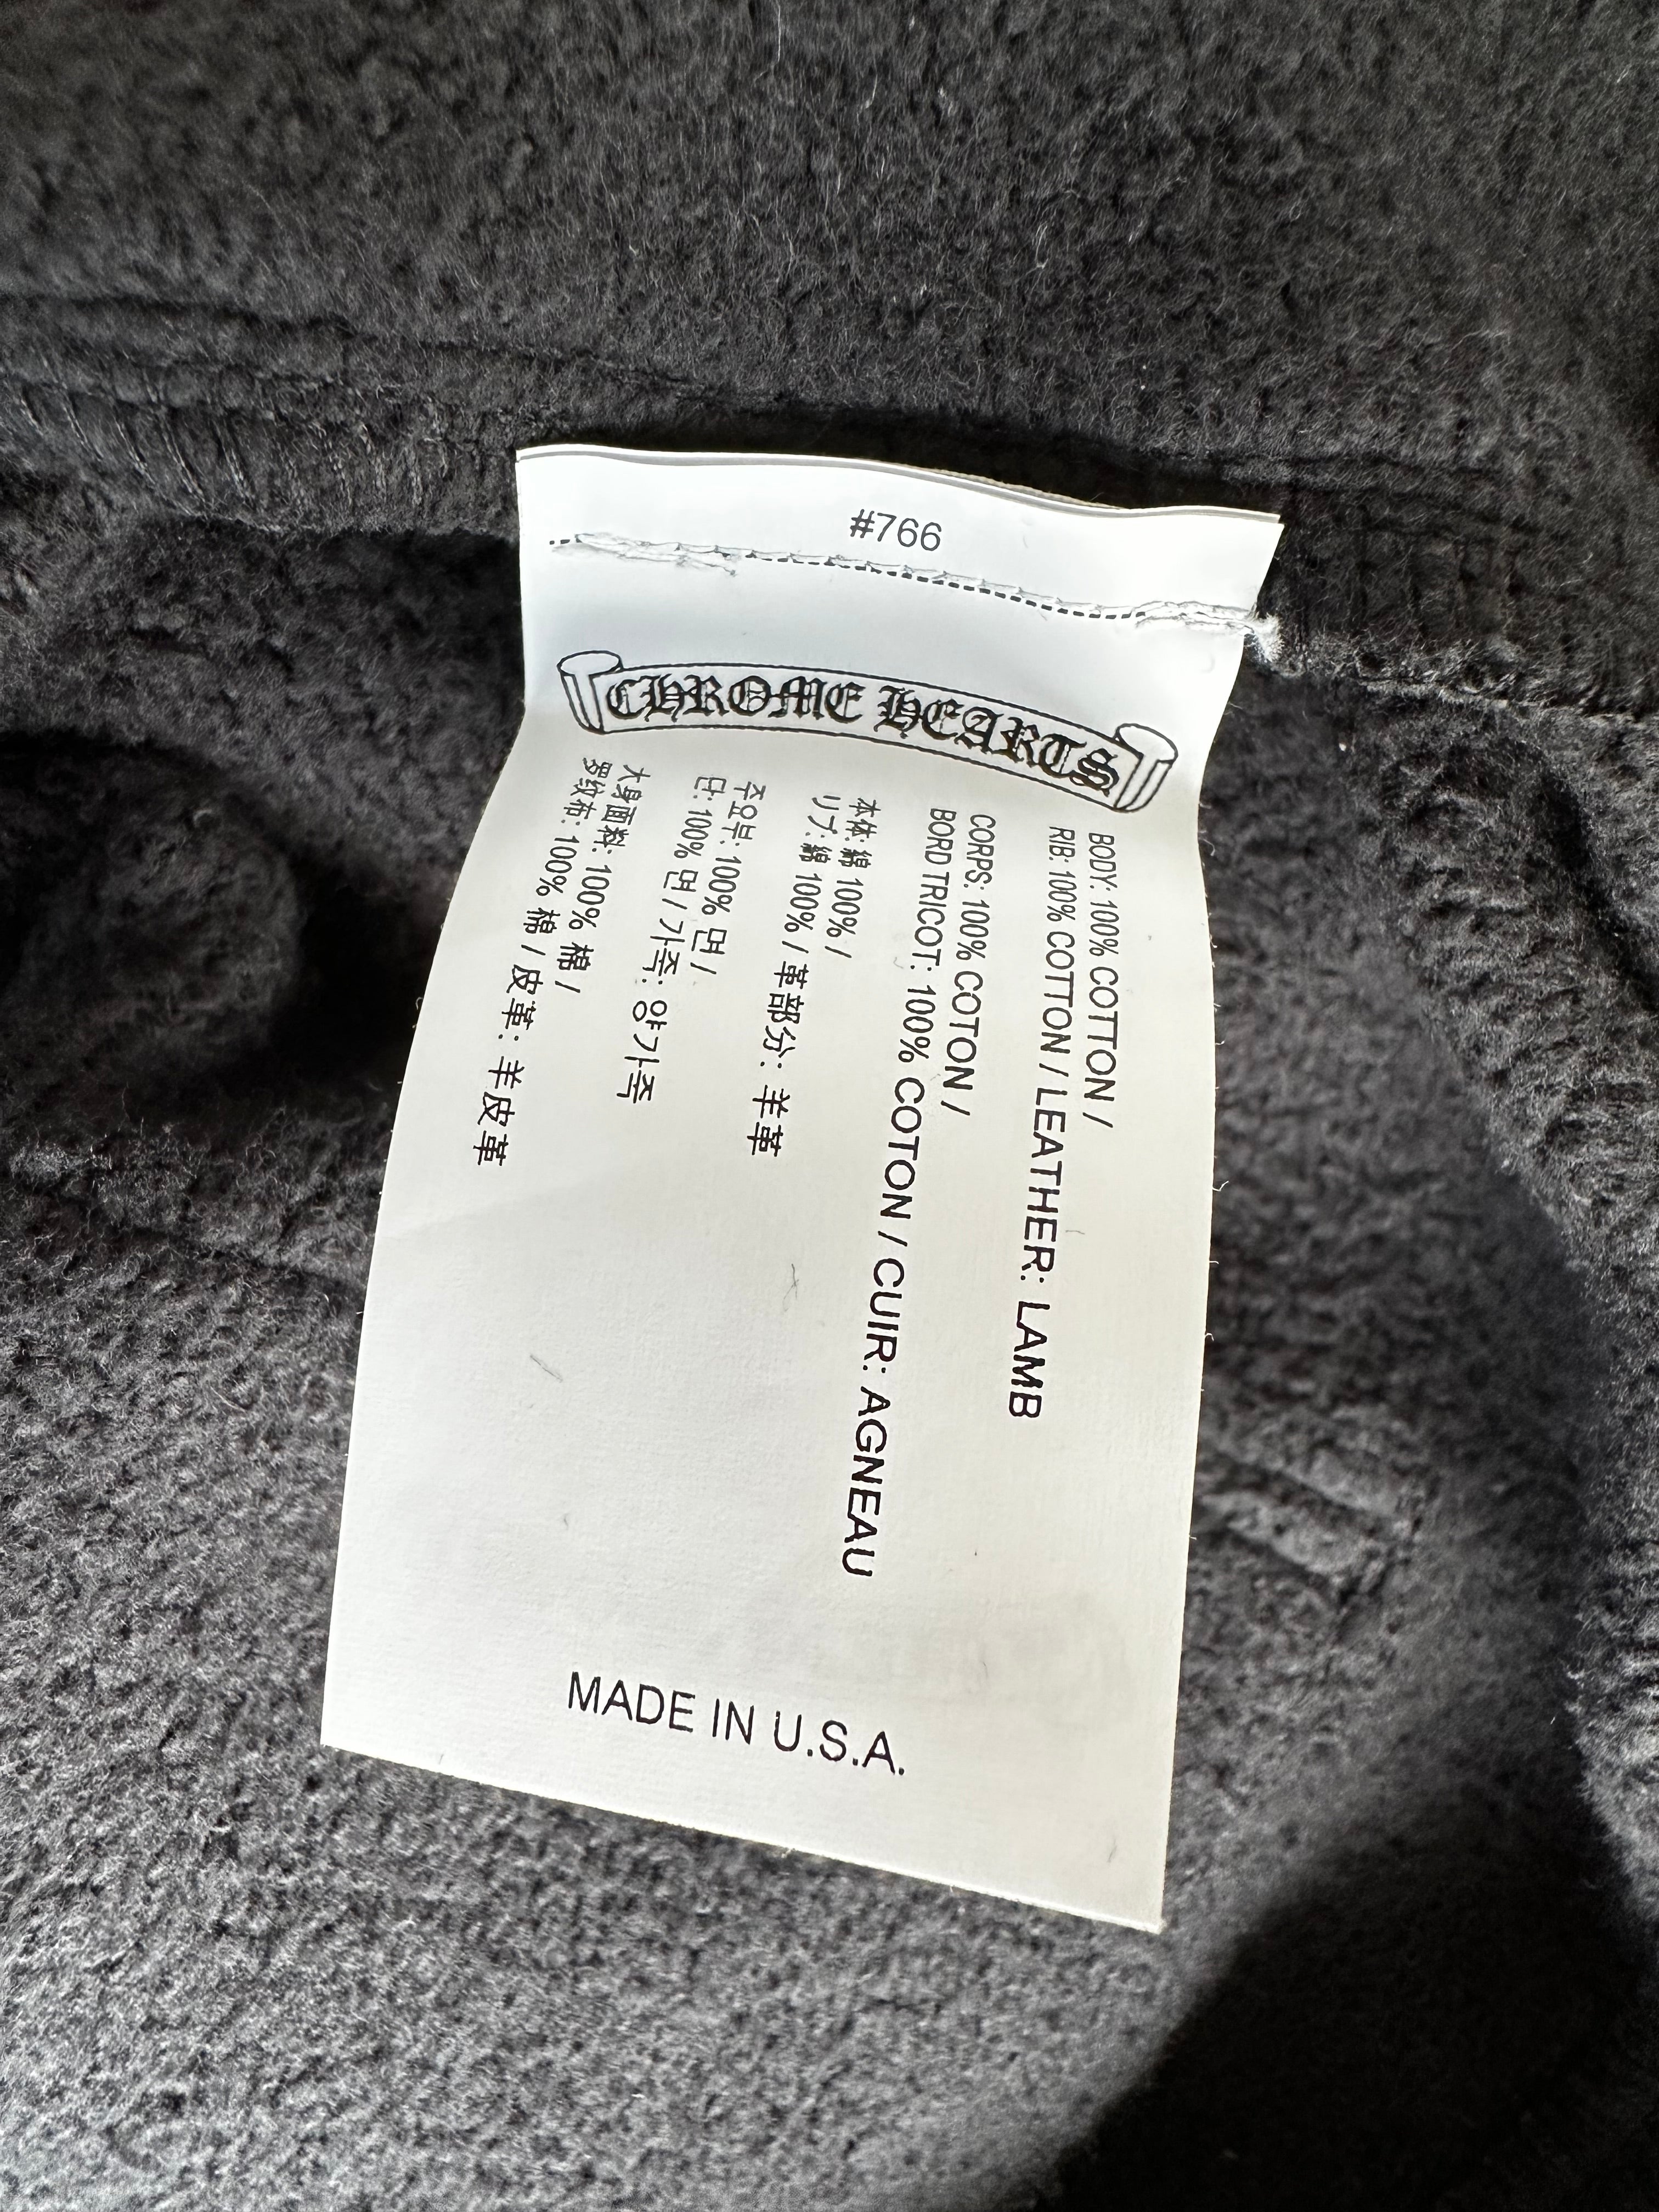 #766
CHROME HEARTS
BODY: 100% COTTON /
RIB: 100% COTTON / LEATHER: LAMB
CORPS: 100% COTON /
BORD TRICOT: 100% COTON / CUIR: AGNEAU
本体: 綿 100% /
リブ: 綿 100% / 革部分: 羊革
주요부: 100% 면 /
단: 100% 면 / 가죽: 양가죽
大身面料: 100% 棉 /
罗纹布: 100% 棉 / 皮革: 羊皮革
MADE IN U.S.A.